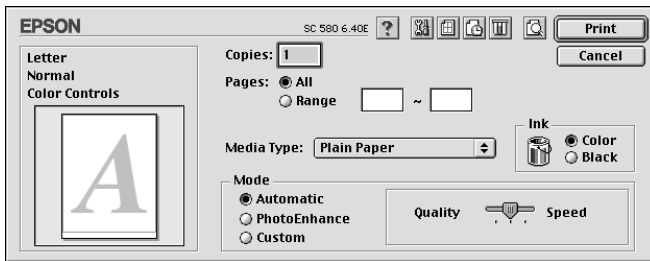 EPSON
SC 580 6.40E
?
Print
Cancel
Letter
Normal
Color Controls
A
Copies: 1
Pages: All
Range ~
Media Type: Plain Paper
Ink
Color
Black
Mode
Automatic
PhotoEnhance
Custom
Quality Speed